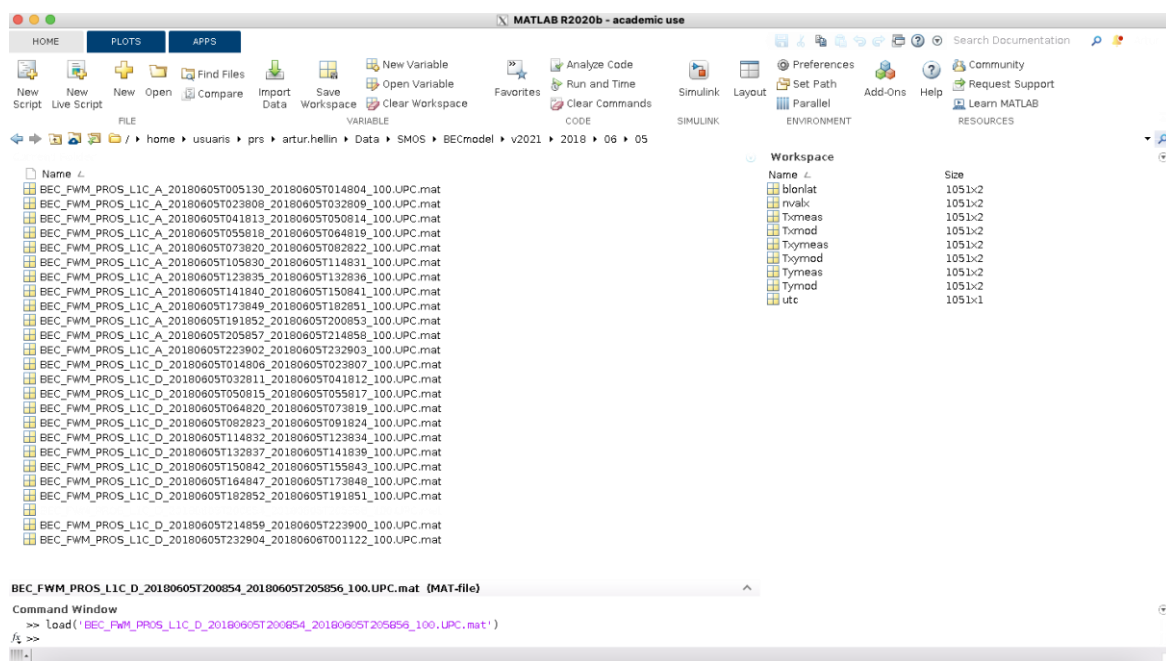 MATLAB R2020b - academic use
HOME PLOTS APPS Search Documentation
New Script
New Live Script
New
Open
Find Files
Compare
Import Data
Save Workspace
New Variable
Open Variable
Clear Workspace
Favorites
Analyze Code
Run and Time
Clear Commands
Simulink
Layout
Preferences
Set Path
Parallel
Add-Ons
Help
Community
Request Support
Learn MATLAB
FILE VARIABLE CODE SIMULINK ENVIRONMENT RESOURCES
/ home usuaris prs artur.hellin Data SMOS BECmodel v2021 2018 06 05
Name
BEC_FWM_PROS_L1C_A_20180605T005130_20180605T014804_100.UPC.mat
BEC_FWM_PROS_L1C_A_20180605T023808_20180605T032809_100.UPC.mat
BEC_FWM_PROS_L1C_A_20180605T041813_20180605T050814_100.UPC.mat
BEC_FWM_PROS_L1C_A_20180605T055818_20180605T064819_100.UPC.mat
BEC_FWM_PROS_L1C_A_20180605T073820_20180605T082822_100.UPC.mat
BEC_FWM_PROS_L1C_A_20180605T105830_20180605T114831_100.UPC.mat
BEC_FWM_PROS_L1C_A_20180605T123835_20180605T132836_100.UPC.mat
BEC_FWM_PROS_L1C_A_20180605T141840_20180605T150841_100.UPC.mat
BEC_FWM_PROS_L1C_A_20180605T173849_20180605T182851_100.UPC.mat
BEC_FWM_PROS_L1C_A_20180605T191852_20180605T200853_100.UPC.mat
BEC_FWM_PROS_L1C_A_20180605T205857_20180605T214858_100.UPC.mat
BEC_FWM_PROS_L1C_A_20180605T223902_20180605T232903_100.UPC.mat
BEC_FWM_PROS_L1C_D_20180605T014806_20180605T023807_100.UPC.mat
BEC_FWM_PROS_L1C_D_20180605T032811_20180605T041812_100.UPC.mat
BEC_FWM_PROS_L1C_D_20180605T050815_20180605T055817_100.UPC.mat
BEC_FWM_PROS_L1C_D_20180605T064820_20180605T073819_100.UPC.mat
BEC_FWM_PROS_L1C_D_20180605T082823_20180605T091824_100.UPC.mat
BEC_FWM_PROS_L1C_D_20180605T114832_20180605T123834_100.UPC.mat
BEC_FWM_PROS_L1C_D_20180605T132837_20180605T141839_100.UPC.mat
BEC_FWM_PROS_L1C_D_20180605T150842_20180605T155843_100.UPC.mat
BEC_FWM_PROS_L1C_D_20180605T164847_20180605T173848_100.UPC.mat
BEC_FWM_PROS_L1C_D_20180605T182852_20180605T191851_100.UPC.mat
BEC_FWM_PROS_L1C_D_20180605T214859_20180605T223900_100.UPC.mat
BEC_FWM_PROS_L1C_D_20180605T232904_20180606T001122_100.UPC.mat
Workspace
Name Size
blonlat 1051×2
nvalx 1051×2
Txmeas 1051×2
Txmod 1051×2
Txymeas 1051×2
Txymod 1051×2
Tymeas 1051×2
Tymod 1051×2
utc 1051×1
BEC_FWM_PROS_L1C_D_20180605T200854_20180605T205856_100.UPC.mat (MAT-file)
Command Window
>> load('BEC_FWM_PROS_L1C_D_20180605T200854_20180605T205856_100.UPC.mat')
fx >>